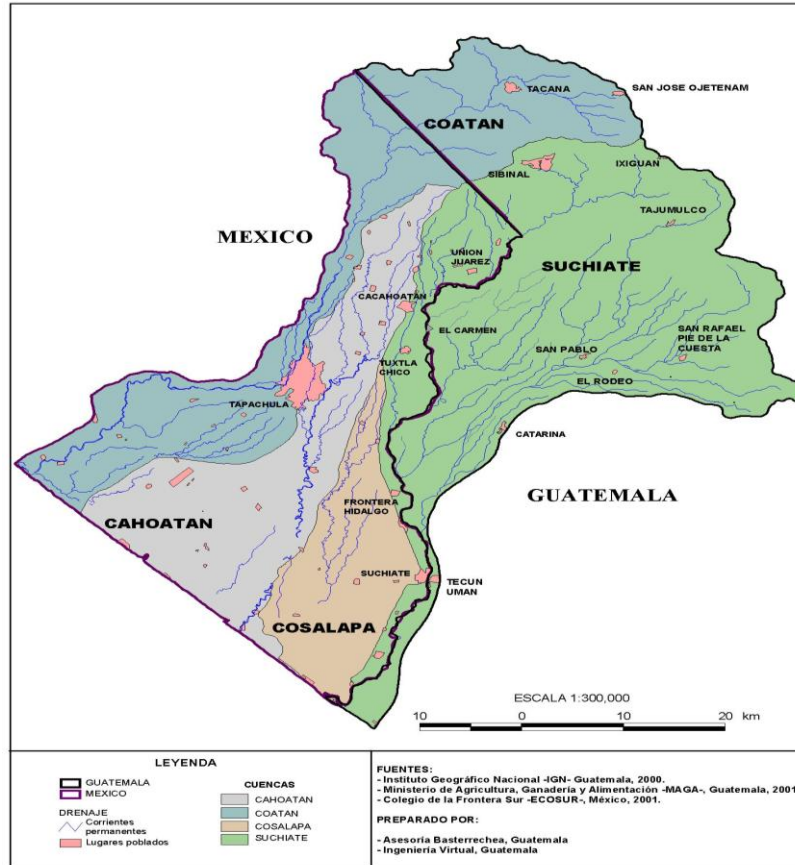 TACANA
SAN JOSE OJETENAM
COATAN
IXIGUAN
SIBINAL
TAJUMULCO
MEXICO
UÑION
JUAREZ
SUCHIATE
CACAHOATAN
EL CARMEN
SAN RAFAEL
PIE DE LA
CUESTA
SAN PABLO
TUXTLA
CHICO
EL RODEO
TAPACHULA
CATARINA
GUATEMALA
FRONTERA
HIDALGO
CAHOATAN
SUCHIATE
TECUN
UMAN
COSALAPA
ESCALA 1:300,000
10 0 10 20 km
LEYENDA
GUATEMALA
MEXICO
DRENAJE
Corrientes
permanentes
Lugares poblados
CUENCAS
CAHOATAN
COATAN
COSALAPA
SUCHIATE
FUENTES:
- Instituto Geográfico Nacional -IGN- Guatemala, 2000.
- Ministerio de Agricultura, Ganadería y Alimentación -MAGA-, Guatemala, 2001
- Colegio de la Frontera Sur -ECOSUR-, México, 2001.
PREPARADO POR:
- Asesoría Basterrechea, Guatemala
- Ingeniería Virtual, Guatemala